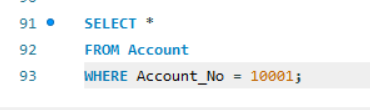 91 SELECT *
92 FROM Account
93 WHERE Account_No = 10001;